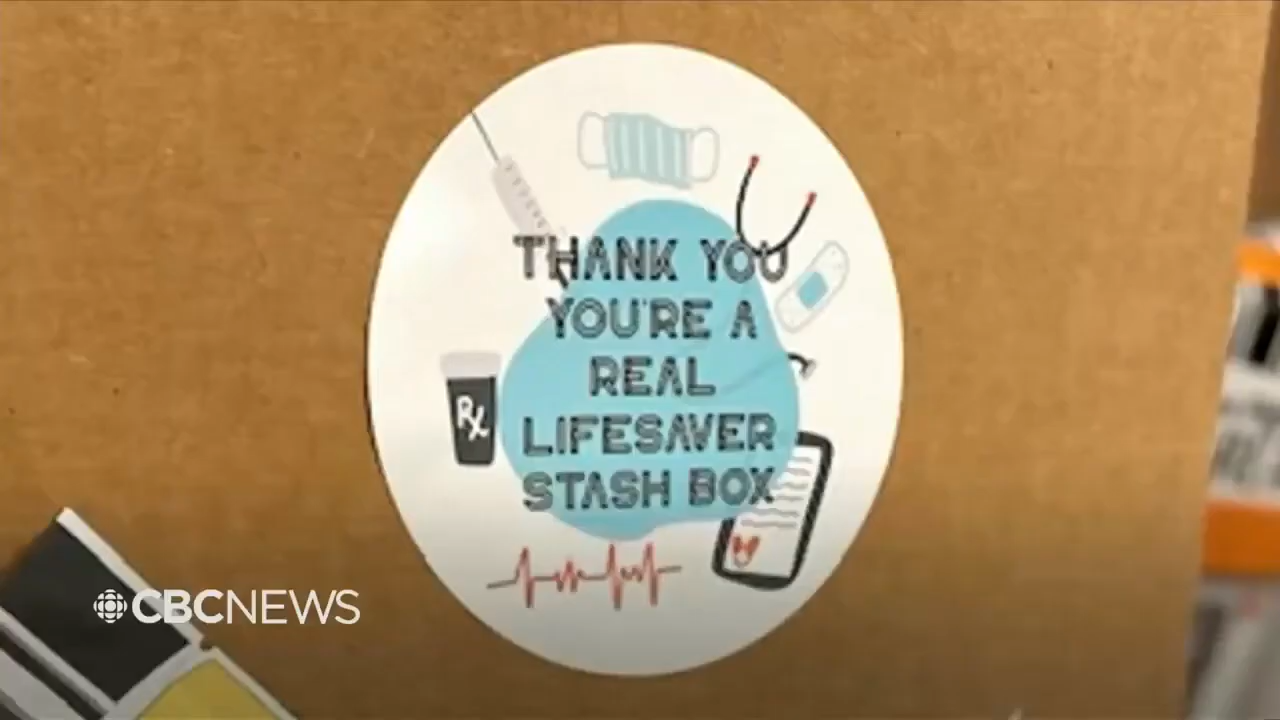 THANK YOU
YOU'RE A
REAL
LIFESAVER
STASH BOX
Rx
CBCNEWS